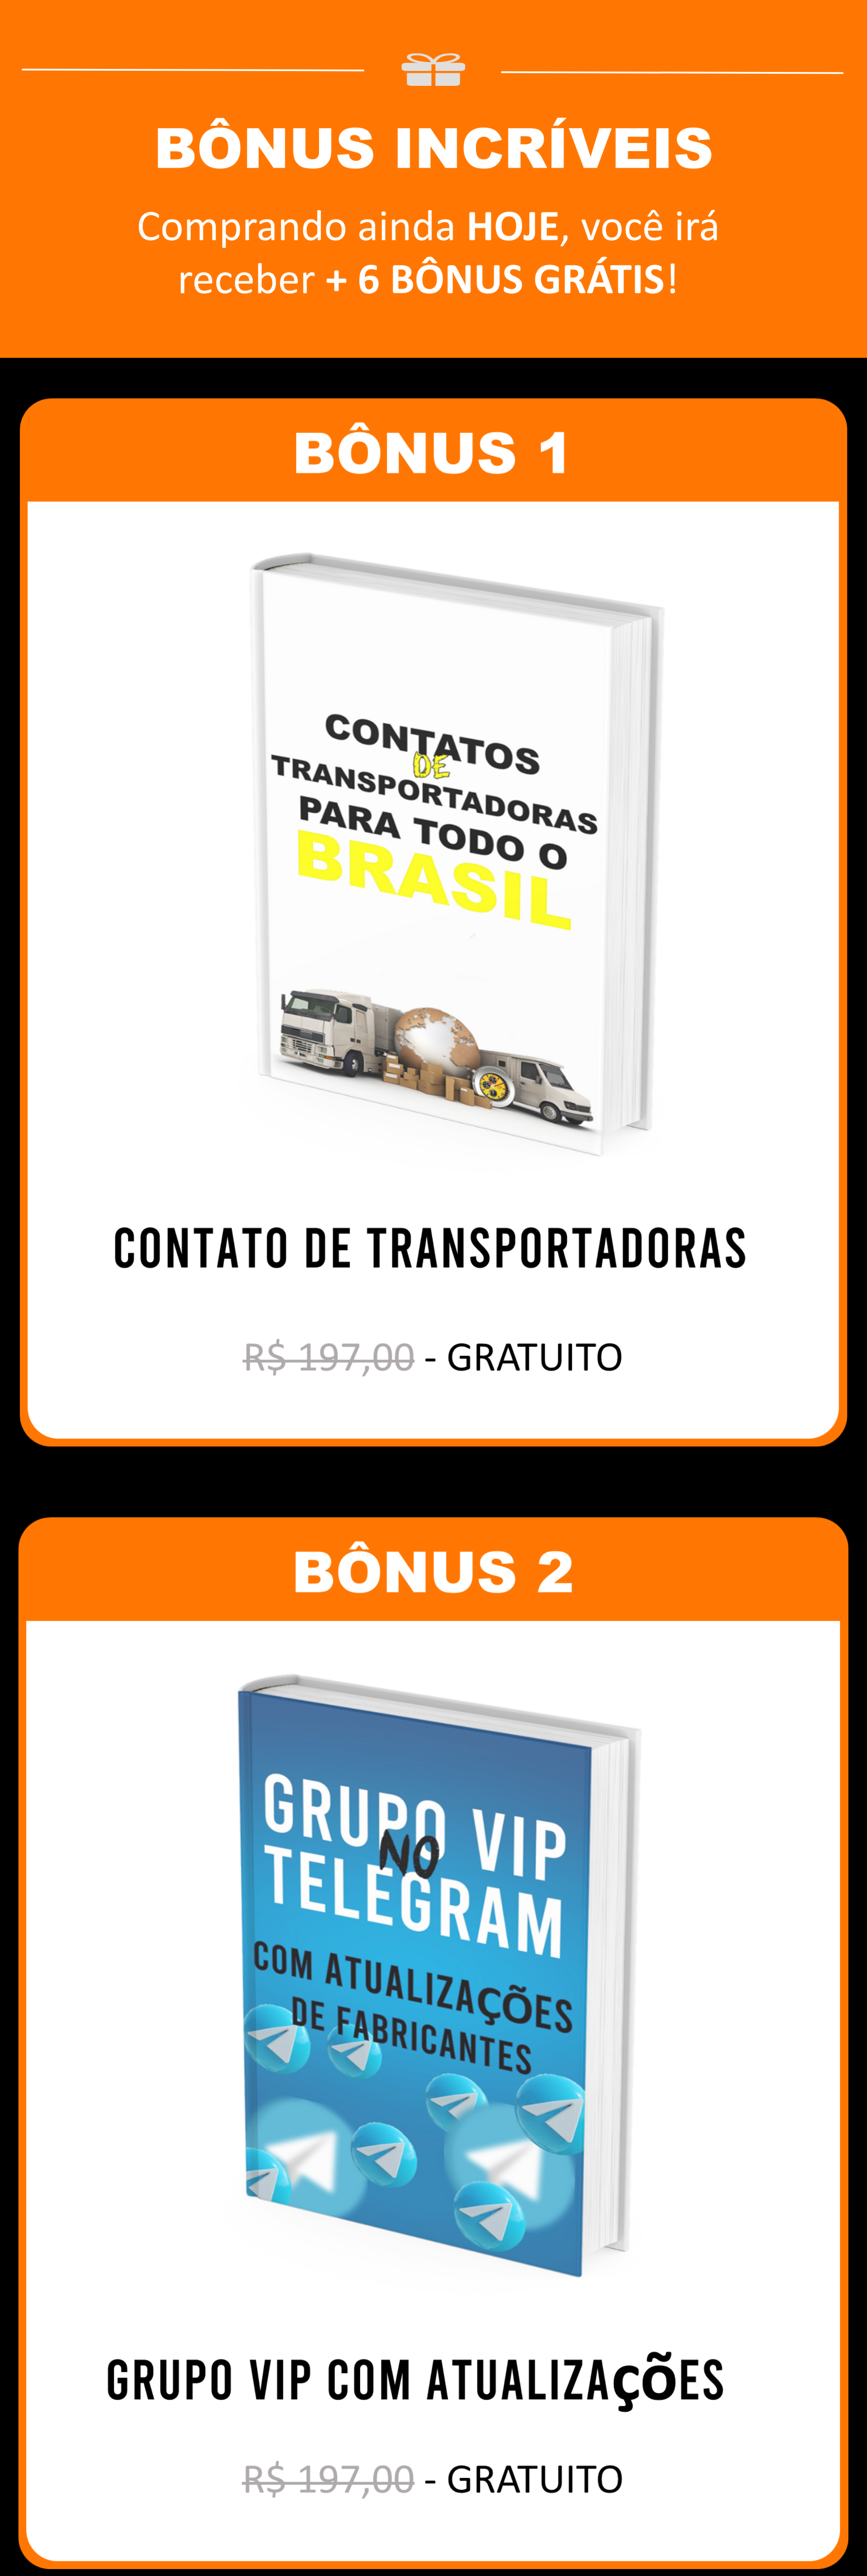 BÔNUS INCRÍVEIS
Comprando ainda HOJE, você irá
receber + 6 BÔNUS GRÁTIS!
BÔNUS 1
CONTATOS
DE
TRANSPORTADORAS
PARA TODO O
BRASIL
CONTATO DE TRANSPORTADORAS
R$ 197,00 - GRATUITO
BÔNUS 2
GRUPO VIP
NO
TELEGRAM
COM ATUALIZAÇÕES
DE FABRICANTES
GRUPO VIP COM ATUALIZAÇÕES
R$ 197,00 - GRATUITO